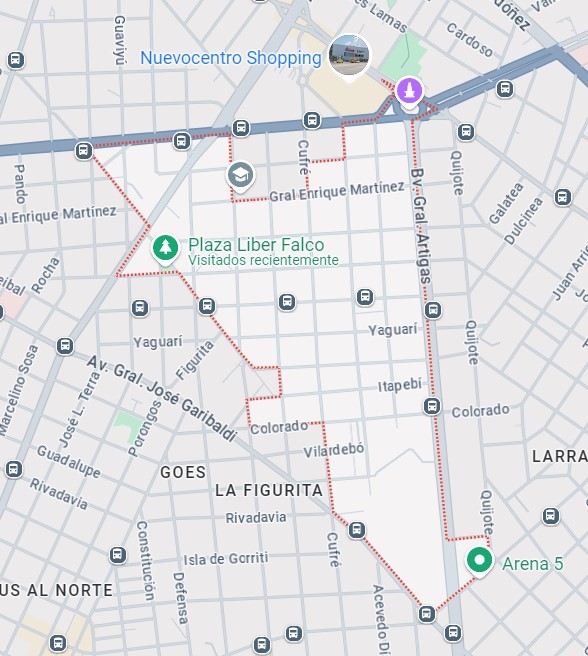 Guaviyú
s Lamas
Cardoso
dóñez
Nuevocentro Shopping
Pando
Cufré
Quijote
Gral Enrique Martínez
al Enrique Martínez
Bv. Gral. Artigas
Galatea
Dulcinea
Plaza Liber Falco
Visitados recientemente
Rocha
eibal
Juan Arr
Yaguarí
Yaguarí
Quijote
Figurita
Marcelino Sosa
José L. Terra
Av. Gral. José Garibaldi
Itapebí
Colorado
Porongos
Colorado
Vilardebó
LARRA
Guadalupe
GOES
LA FIGURITA
Rivadavia
Rivadavia
Quijote
Constitución
Isla de Gorriti
Cufré
Arena 5
US AL NORTE
Defensa
Acevedo Dí